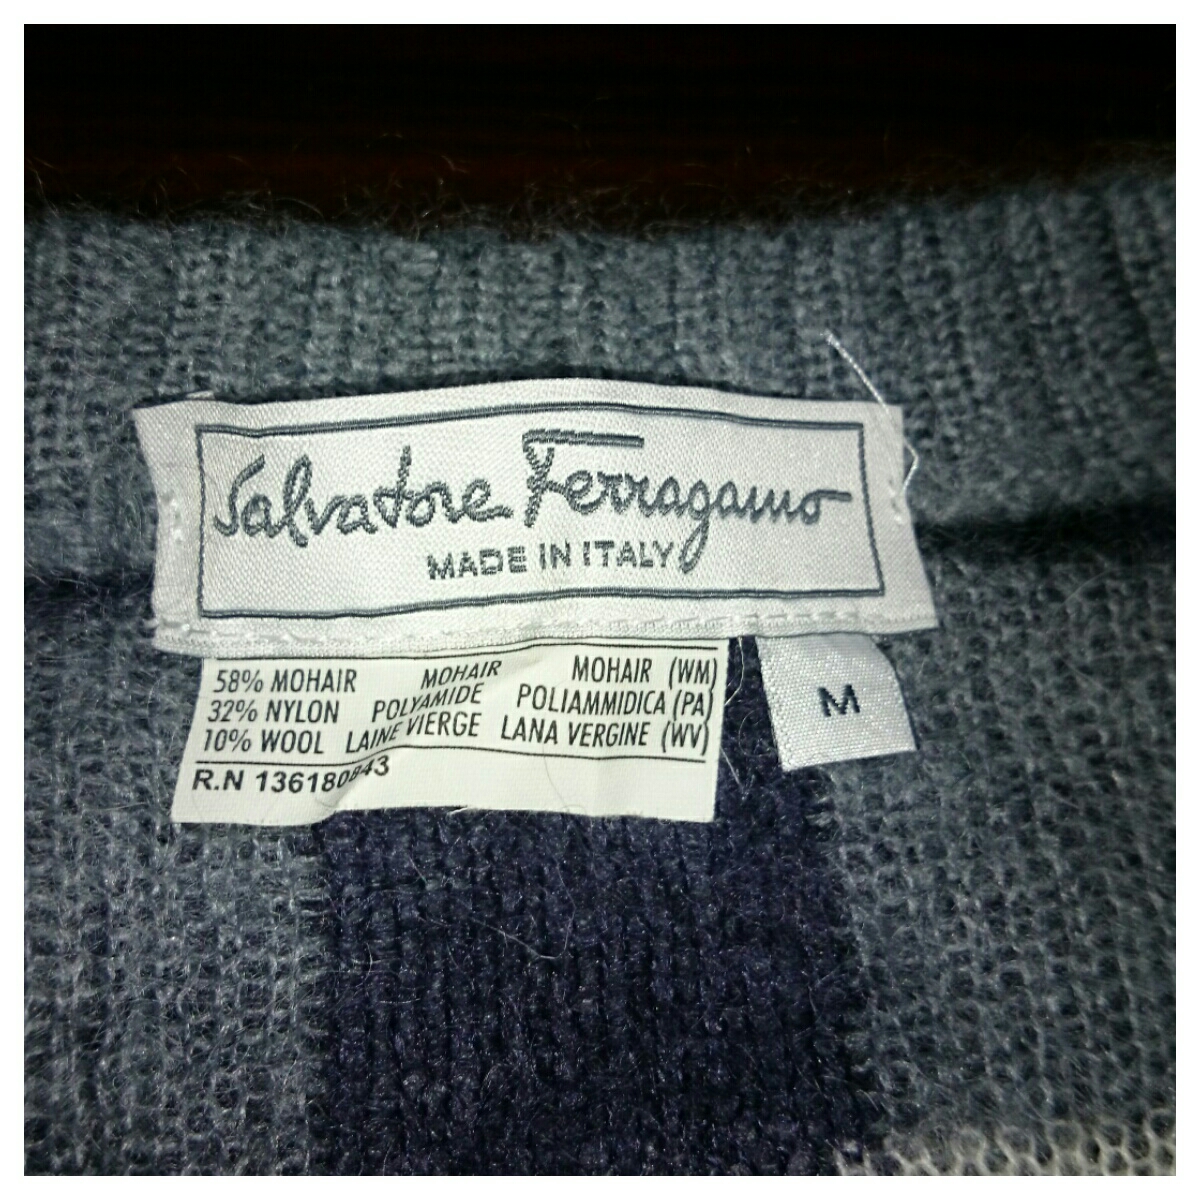 Salvatore Ferragamo
MADE IN ITALY
58% MOHAIR MOHAIR MOHAIR (WM)
32% NYLON POLYAMIDE POLIAMMIDICA (PA)
10% WOOL LAINE VIERGE LANA VERGINE (WV)
R.N 136180843
M